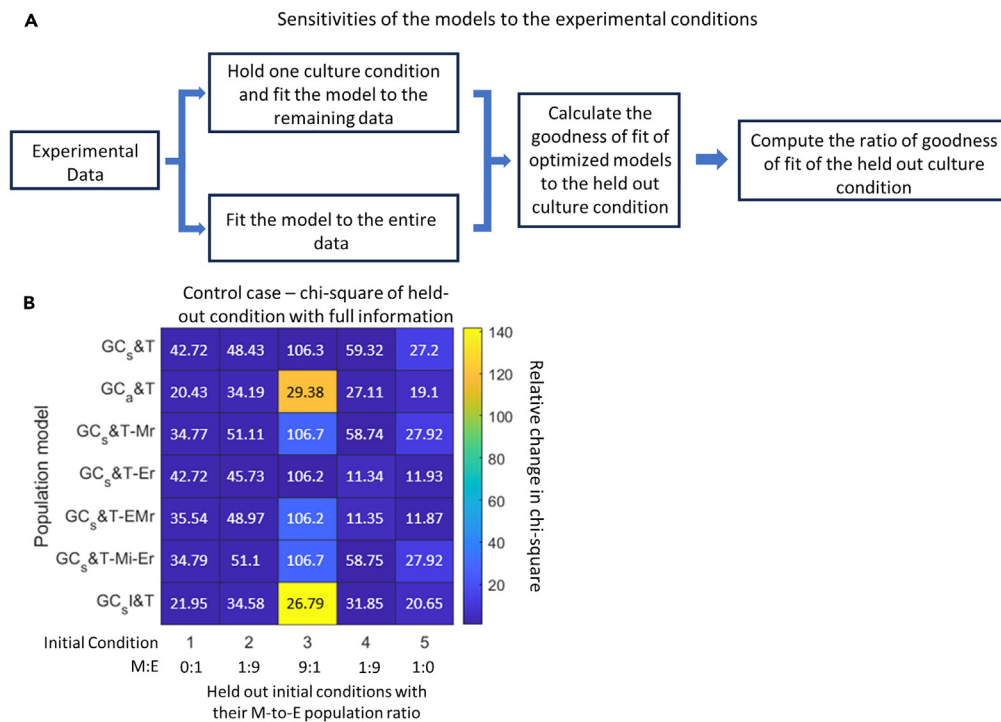 A
Sensitivities of the models to the experimental conditions
Experimental
Data
Hold one culture condition
and fit the model to the
remaining data
Fit the model to the entire
data
Calculate the
goodness of fit of
optimized models
to the held out
culture condition
Compute the ratio of goodness
of fit of the held out culture
condition
B
Control case – chi-square of held-
out condition with full information
Population model
GCs&T 42.72 48.43 106.3 59.32 27.2
GCa&T 20.43 34.19 29.38 27.11 19.1
GCs&T-Mr 34.77 51.11 106.7 58.74 27.92
GCs&T-Er 42.72 45.73 106.2 11.34 11.93
GCs&T-EMr 35.54 48.97 106.2 11.35 11.87
GCs&T-Mi-Er 34.79 51.1 106.7 58.75 27.92
GCsI&T 21.95 34.58 26.79 31.85 20.65
Initial Condition 1 2 3 4 5
M:E 0:1 1:9 9:1 1:9 1:0
Held out initial conditions with
their M-to-E population ratio
140
120
100
80
60
40
20
Relative change in chi-square